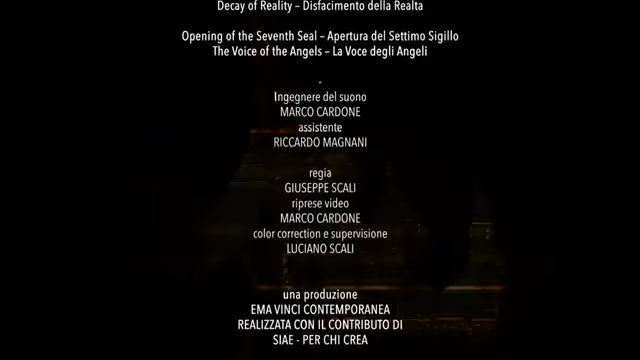 Decay of Reality – Disfacimento della Realta
Opening of the Seventh Seal – Apertura del Settimo Sigillo
The Voice of the Angels – La Voce degli Angeli
-
Ingegnere del suono
MARCO CARDONE
assistente
RICCARDO MAGNANI
regia
GIUSEPPE SCALI
riprese video
MARCO CARDONE
color correction e supervisione
LUCIANO SCALI
una produzione
EMA VINCI CONTEMPORANEA
REALIZZATA CON IL CONTRIBUTO DI
SIAE - PER CHI CREA